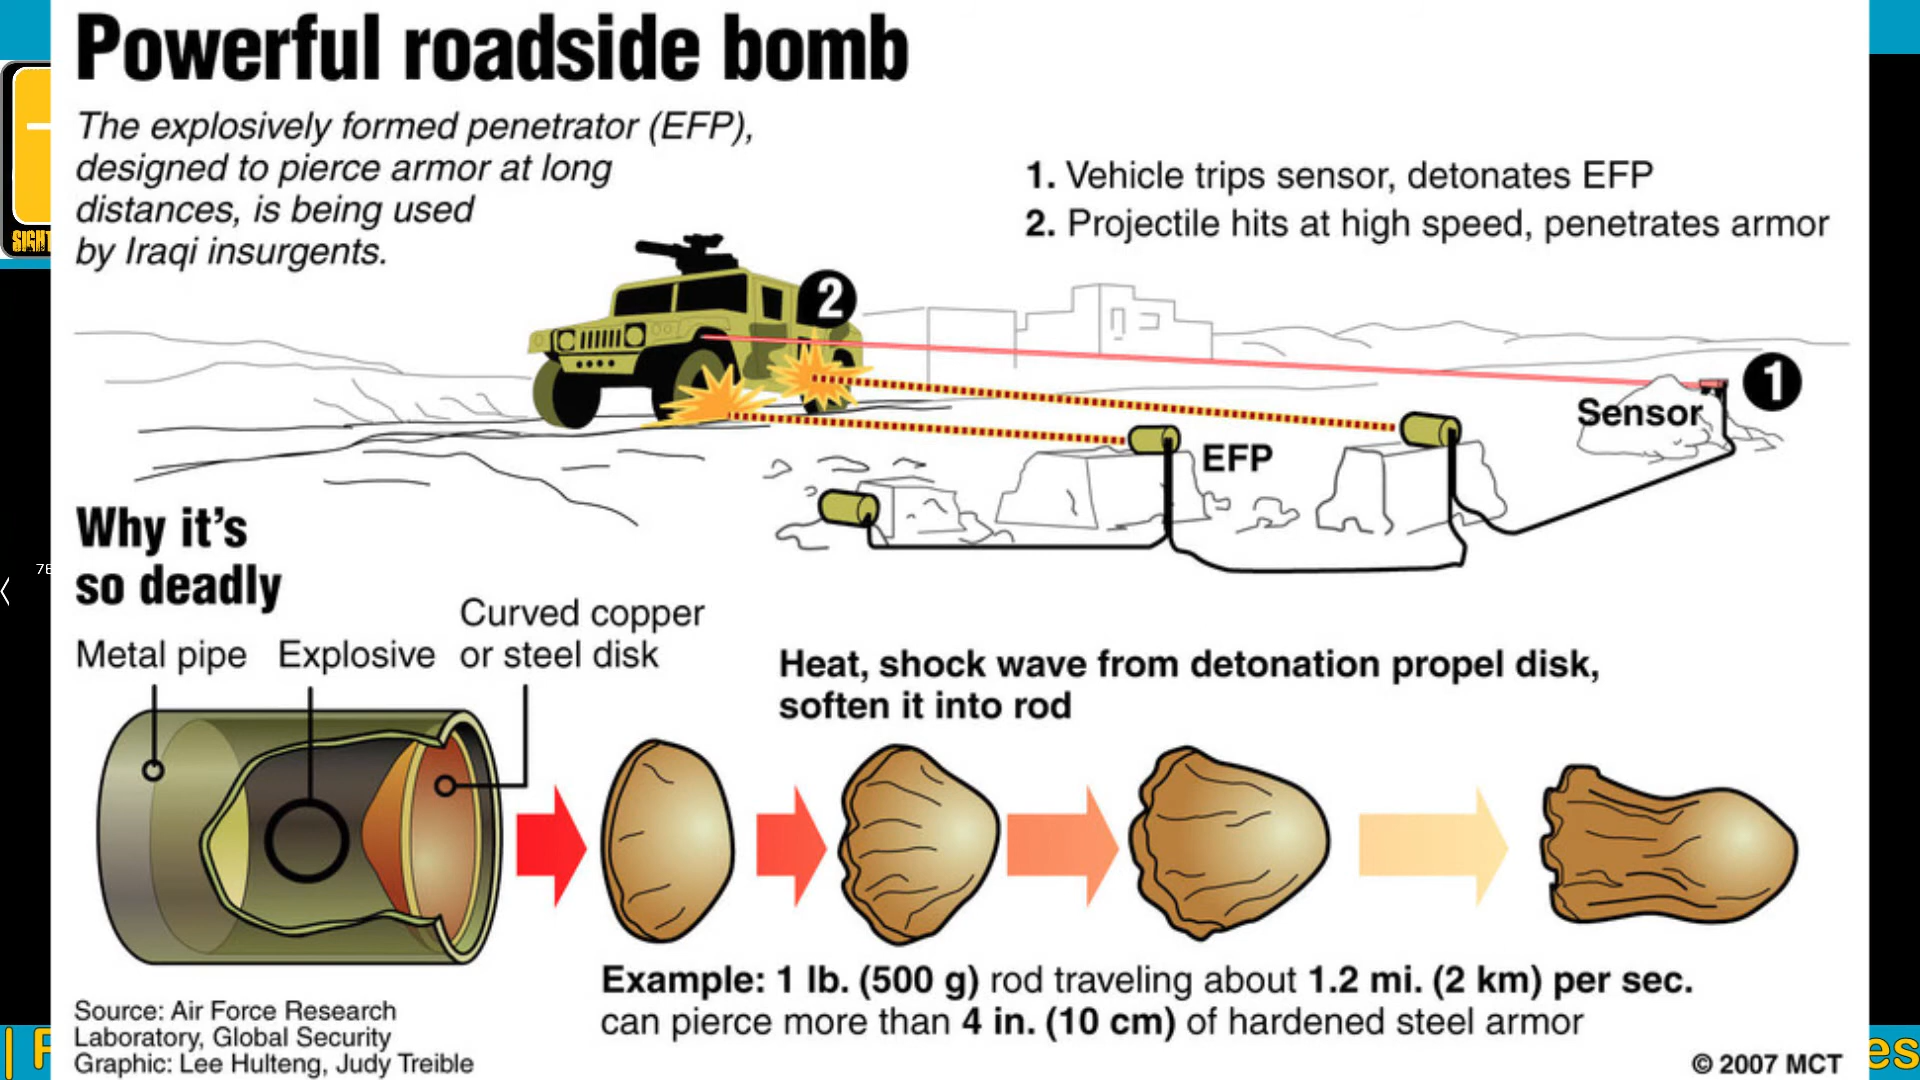 Powerful roadside bomb
The explosively formed penetrator (EFP),
designed to pierce armor at long
distances, is being used
by Iraqi insurgents.
1. Vehicle trips sensor, detonates EFP
2. Projectile hits at high speed, penetrates armor
2
1
Sensor
EFP
Why it's
so deadly
Metal pipe
Explosive
Curved copper
or steel disk
Heat, shock wave from detonation propel disk,
soften it into rod
Example: 1 lb. (500 g) rod traveling about 1.2 mi. (2 km) per sec.
can pierce more than 4 in. (10 cm) of hardened steel armor
Source: Air Force Research
Laboratory, Global Security
Graphic: Lee Hulteng, Judy Treible
© 2007 MCT
SIGHT
es